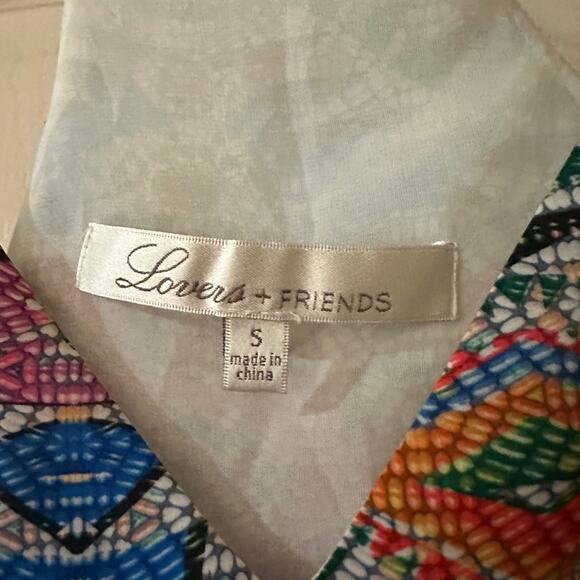 Lovers + FRIENDS
S
made in
china